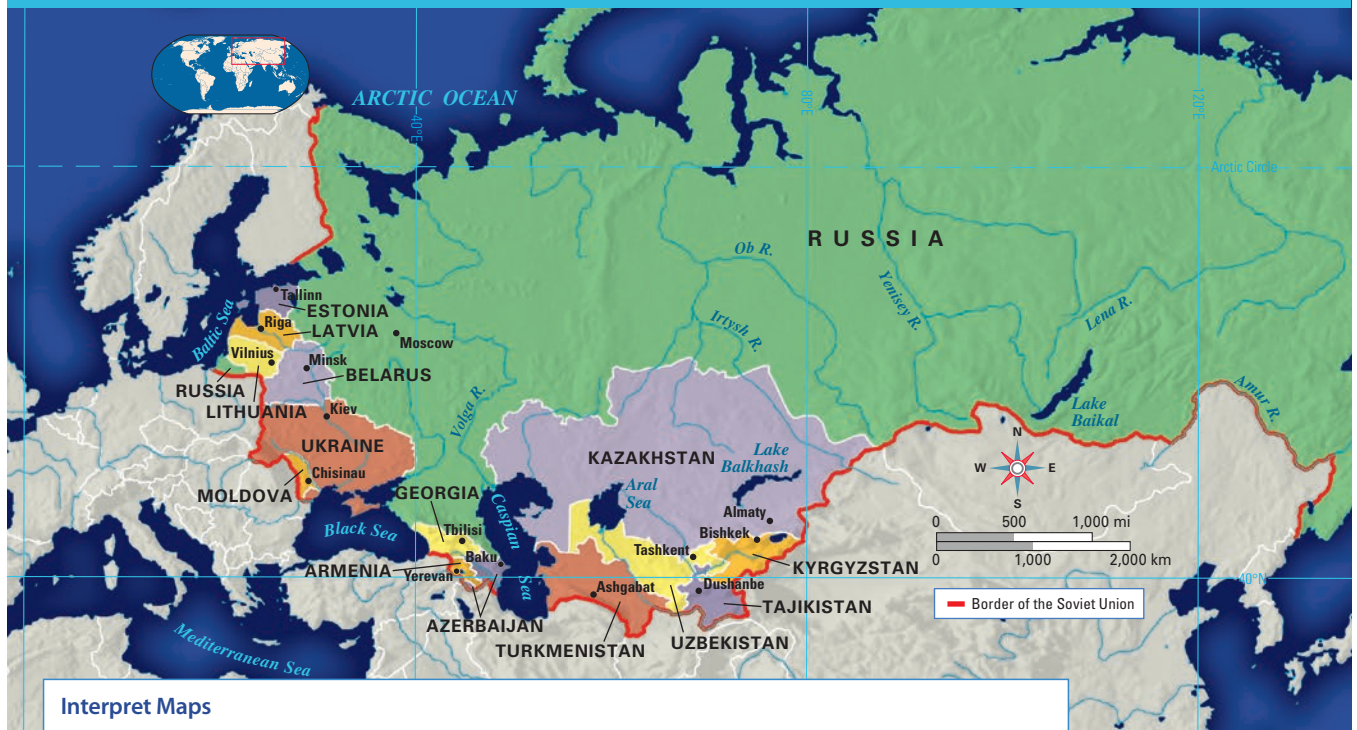 ARCTIC OCEAN
40°E
80°E
120°E
Arctic Circle
RUSSIA
Ob R.
Yenisey R.
Lena R.
Irtysh R.
Tallinn
ESTONIA
Baltic Sea
Riga
LATVIA
Moscow
Vilnius
Minsk
RUSSIA
BELARUS
LITHUANIA
Kiev
Volga R.
UKRAINE
Chisinau
MOLDOVA
Amur R.
Lake
Baikal
KAZAKHSTAN
Lake
Balkhash
Aral
Sea
GEORGIA
Caspian
Sea
Black Sea
Tbilisi
Almaty
Bishkek
Baku
Tashkent
ARMENIA
KYRGYZSTAN
Yerevan
Ashgabat
Dushanbe
TAJIKISTAN
AZERBAIJAN
TURKMENISTAN
UZBEKISTAN
Mediterranean Sea
N
W
E
S
0 500 1,000 mi
0 1,000 2,000 km
40°N
Border of the Soviet Union
Interpret Maps